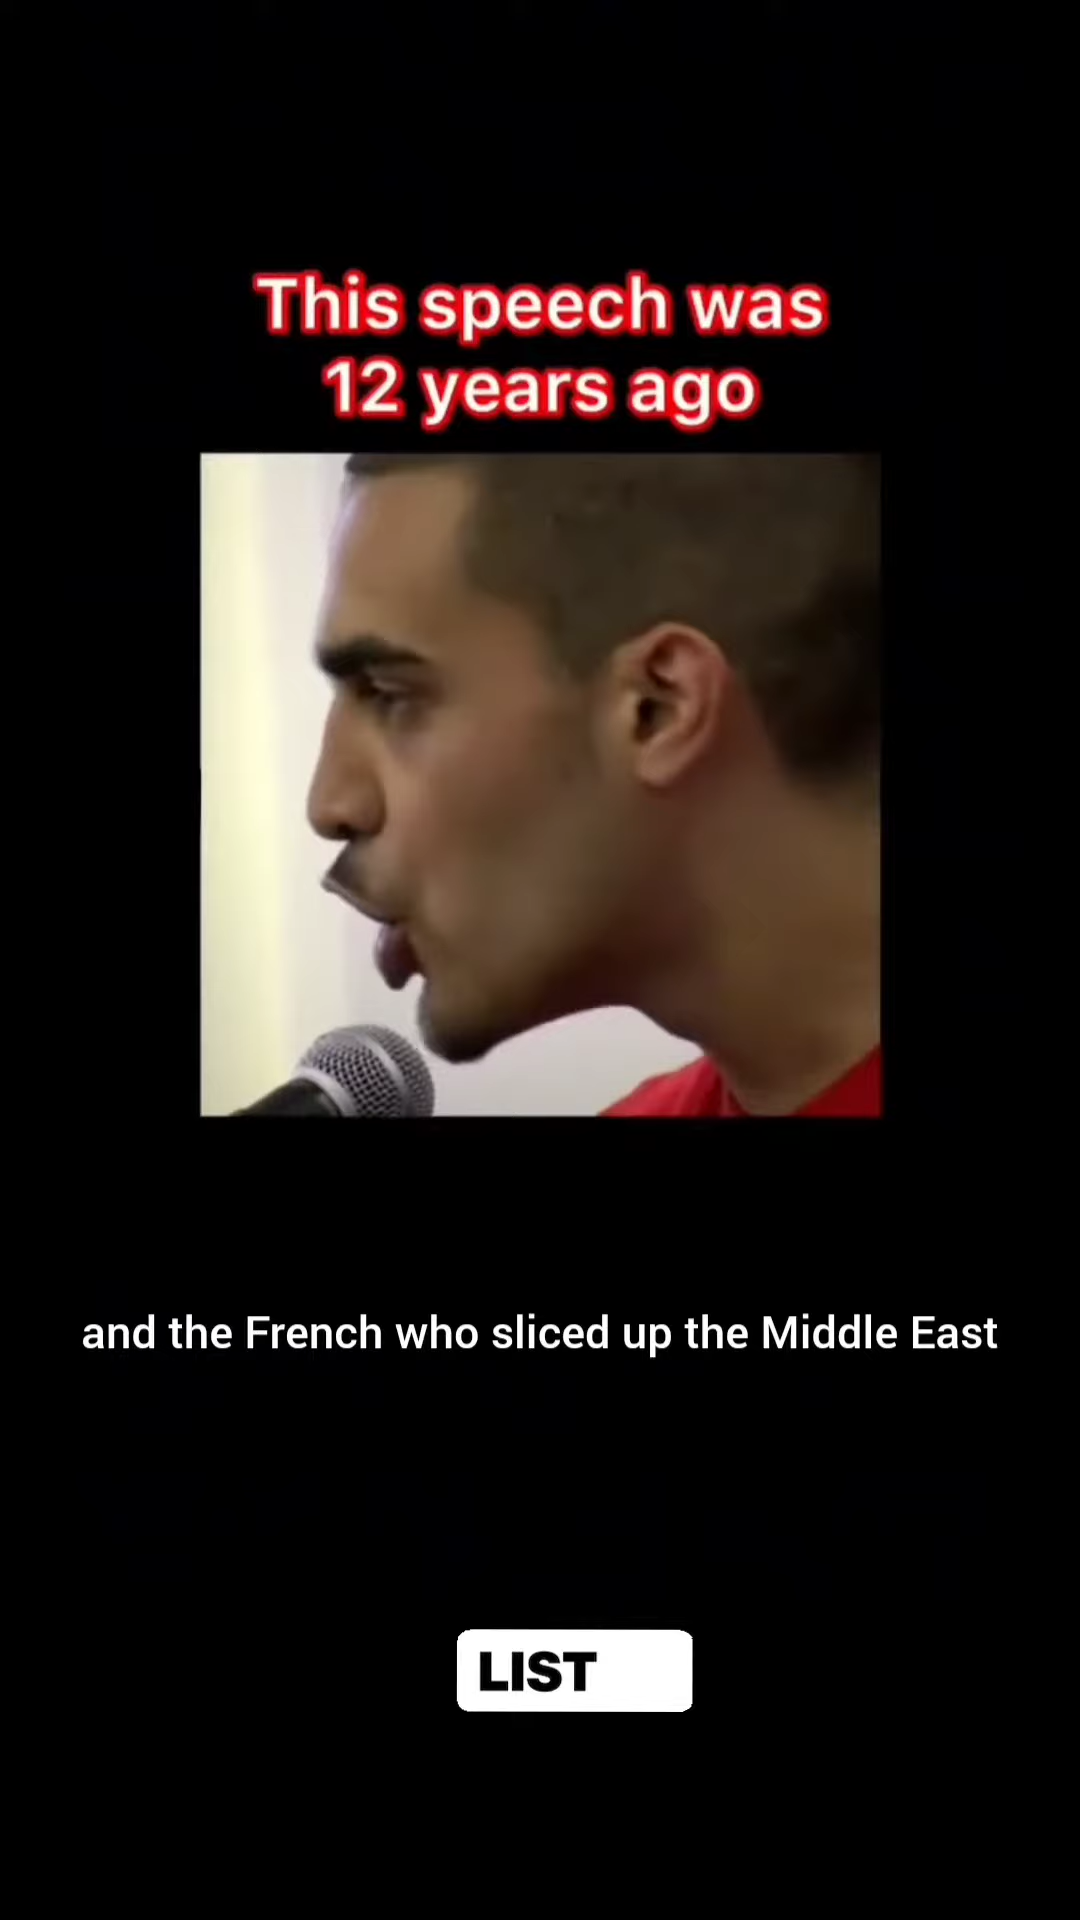 This speech was
12 years ago
and the French who sliced up the Middle East
LIST